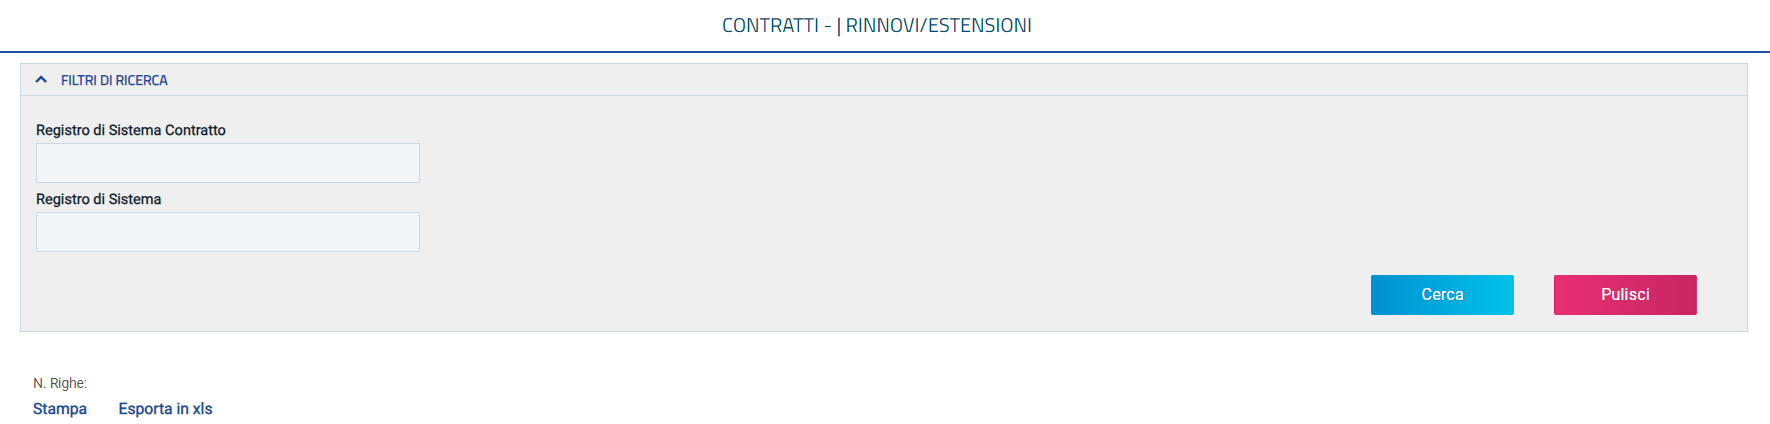 CONTRATTI - | RINNOVI/ESTENSIONI
FILTRI DI RICERCA
Registro di Sistema Contratto
Registro di Sistema
Cerca Pulisci
N. Righe:
Stampa Esporta in xls